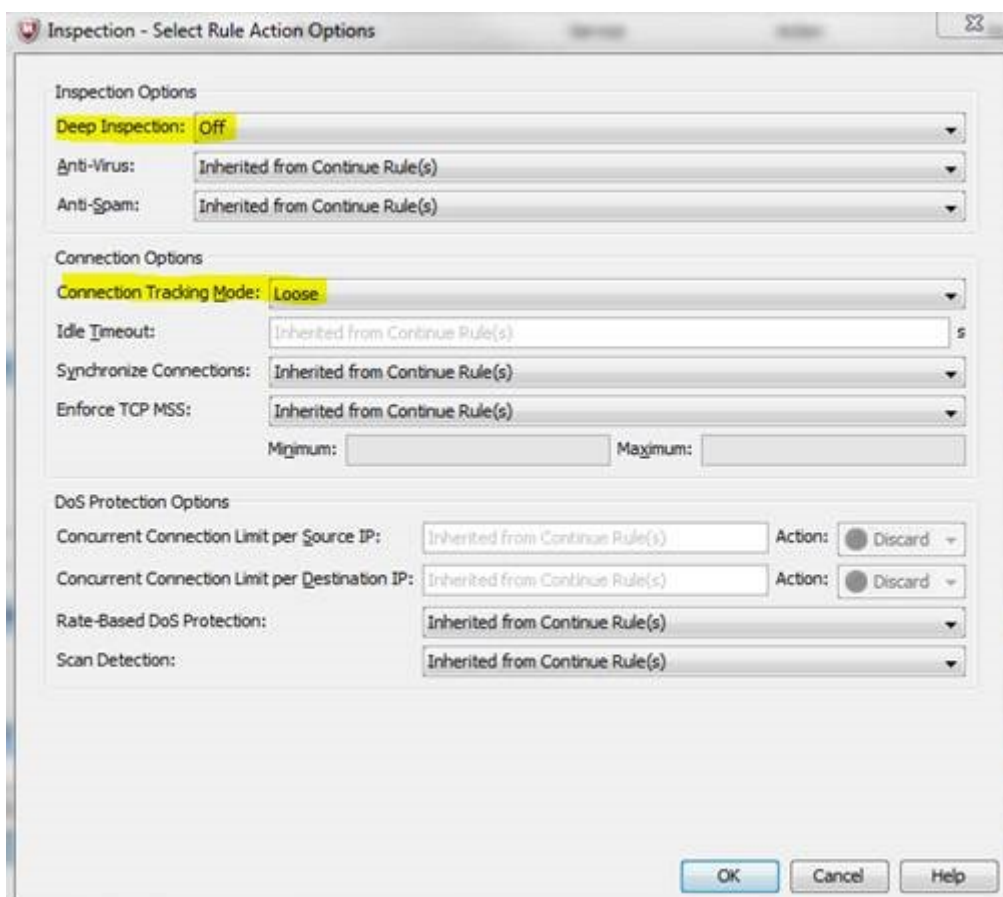 Inspection - Select Rule Action Options
Inspection Options
Deep Inspection: Off
Anti-Virus: Inherited from Continue Rule(s)
Anti-Spam: Inherited from Continue Rule(s)
Connection Options
Connection Tracking Mode: Loose
Idle Timeout: Inherited from Continue Rule(s) s
Synchronize Connections: Inherited from Continue Rule(s)
Enforce TCP MSS: Inherited from Continue Rule(s)
Minimum: Maximum:
DoS Protection Options
Concurrent Connection Limit per Source IP: Inherited from Continue Rule(s) Action: Discard
Concurrent Connection Limit per Destination IP: Inherited from Continue Rule(s) Action: Discard
Rate-Based DoS Protection: Inherited from Continue Rule(s)
Scan Detection: Inherited from Continue Rule(s)
OK Cancel Help